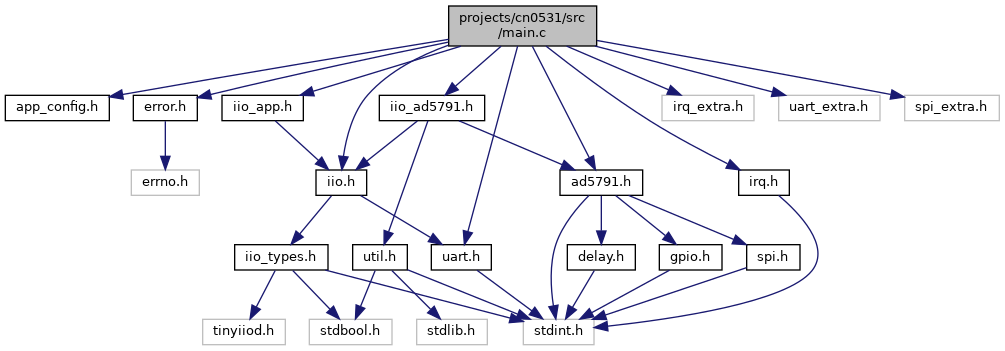 projects/cn0531/src
/main.c
app_config.h
error.h
iio_app.h
iio_ad5791.h
irq_extra.h
uart_extra.h
spi_extra.h
errno.h
iio.h
ad5791.h
irq.h
iio_types.h
util.h
uart.h
delay.h
gpio.h
spi.h
tinyiiod.h
stdbool.h
stdlib.h
stdint.h